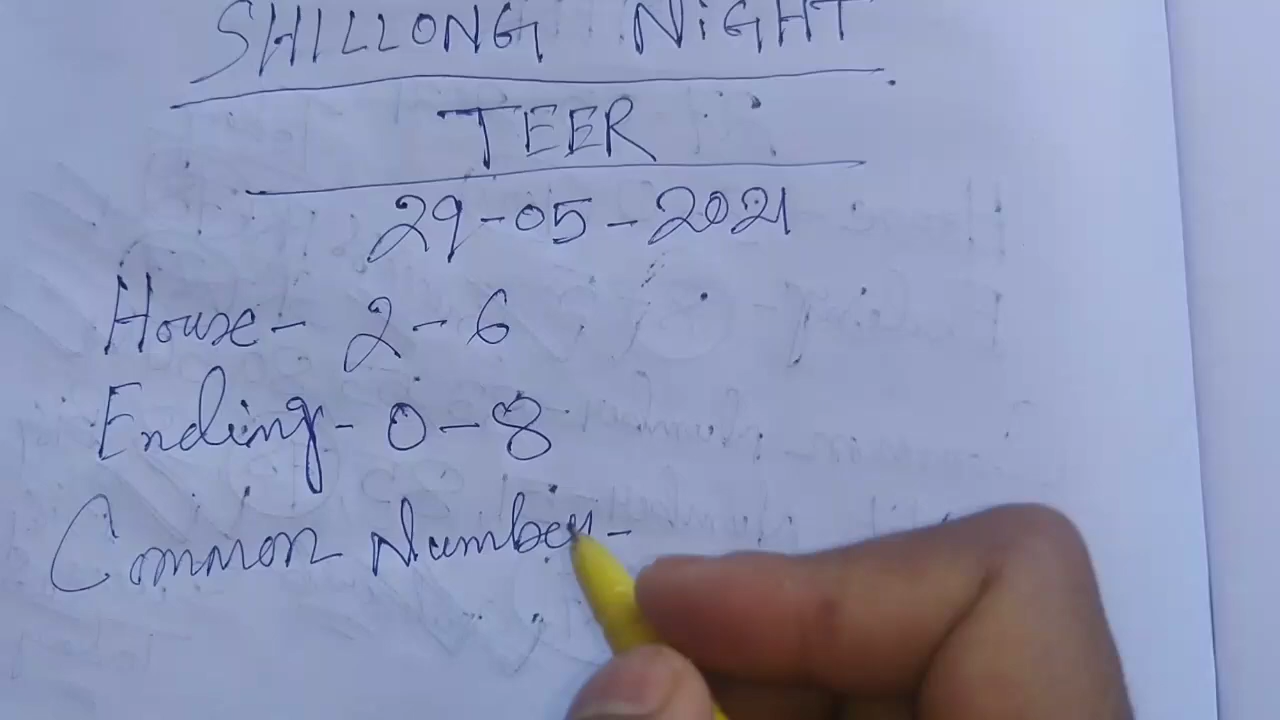 SHILLONG NiGHT
TEER
29-05-2021
House - 2 - 6
Ending - 0 - 8
Common Number -